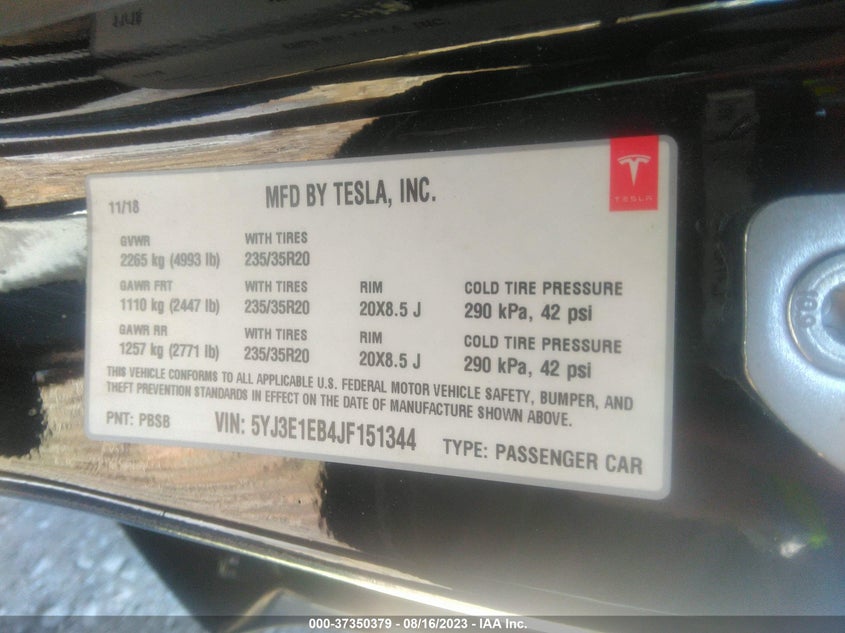 11/18
MFD BY TESLA, INC.
TESLA
GVWR WITH TIRES
2265 kg (4993 lb) 235/35R20
GAWR FRT WITH TIRES RIM COLD TIRE PRESSURE
1110 kg (2447 lb) 235/35R20 20X8.5 J 290 kPa, 42 psi
GAWR RR WITH TIRES RIM COLD TIRE PRESSURE
1257 kg (2771 lb) 235/35R20 20X8.5 J 290 kPa, 42 psi
THIS VEHICLE CONFORMS TO ALL APPLICABLE U.S. FEDERAL MOTOR VEHICLE SAFETY, BUMPER, AND
THEFT PREVENTION STANDARDS IN EFFECT ON THE DATE OF MANUFACTURE SHOWN ABOVE.
PNT: PBSB VIN: 5YJ3E1EB4JF151344 TYPE: PASSENGER CAR
000-37350379 - 08/16/2023 - IAA Inc.